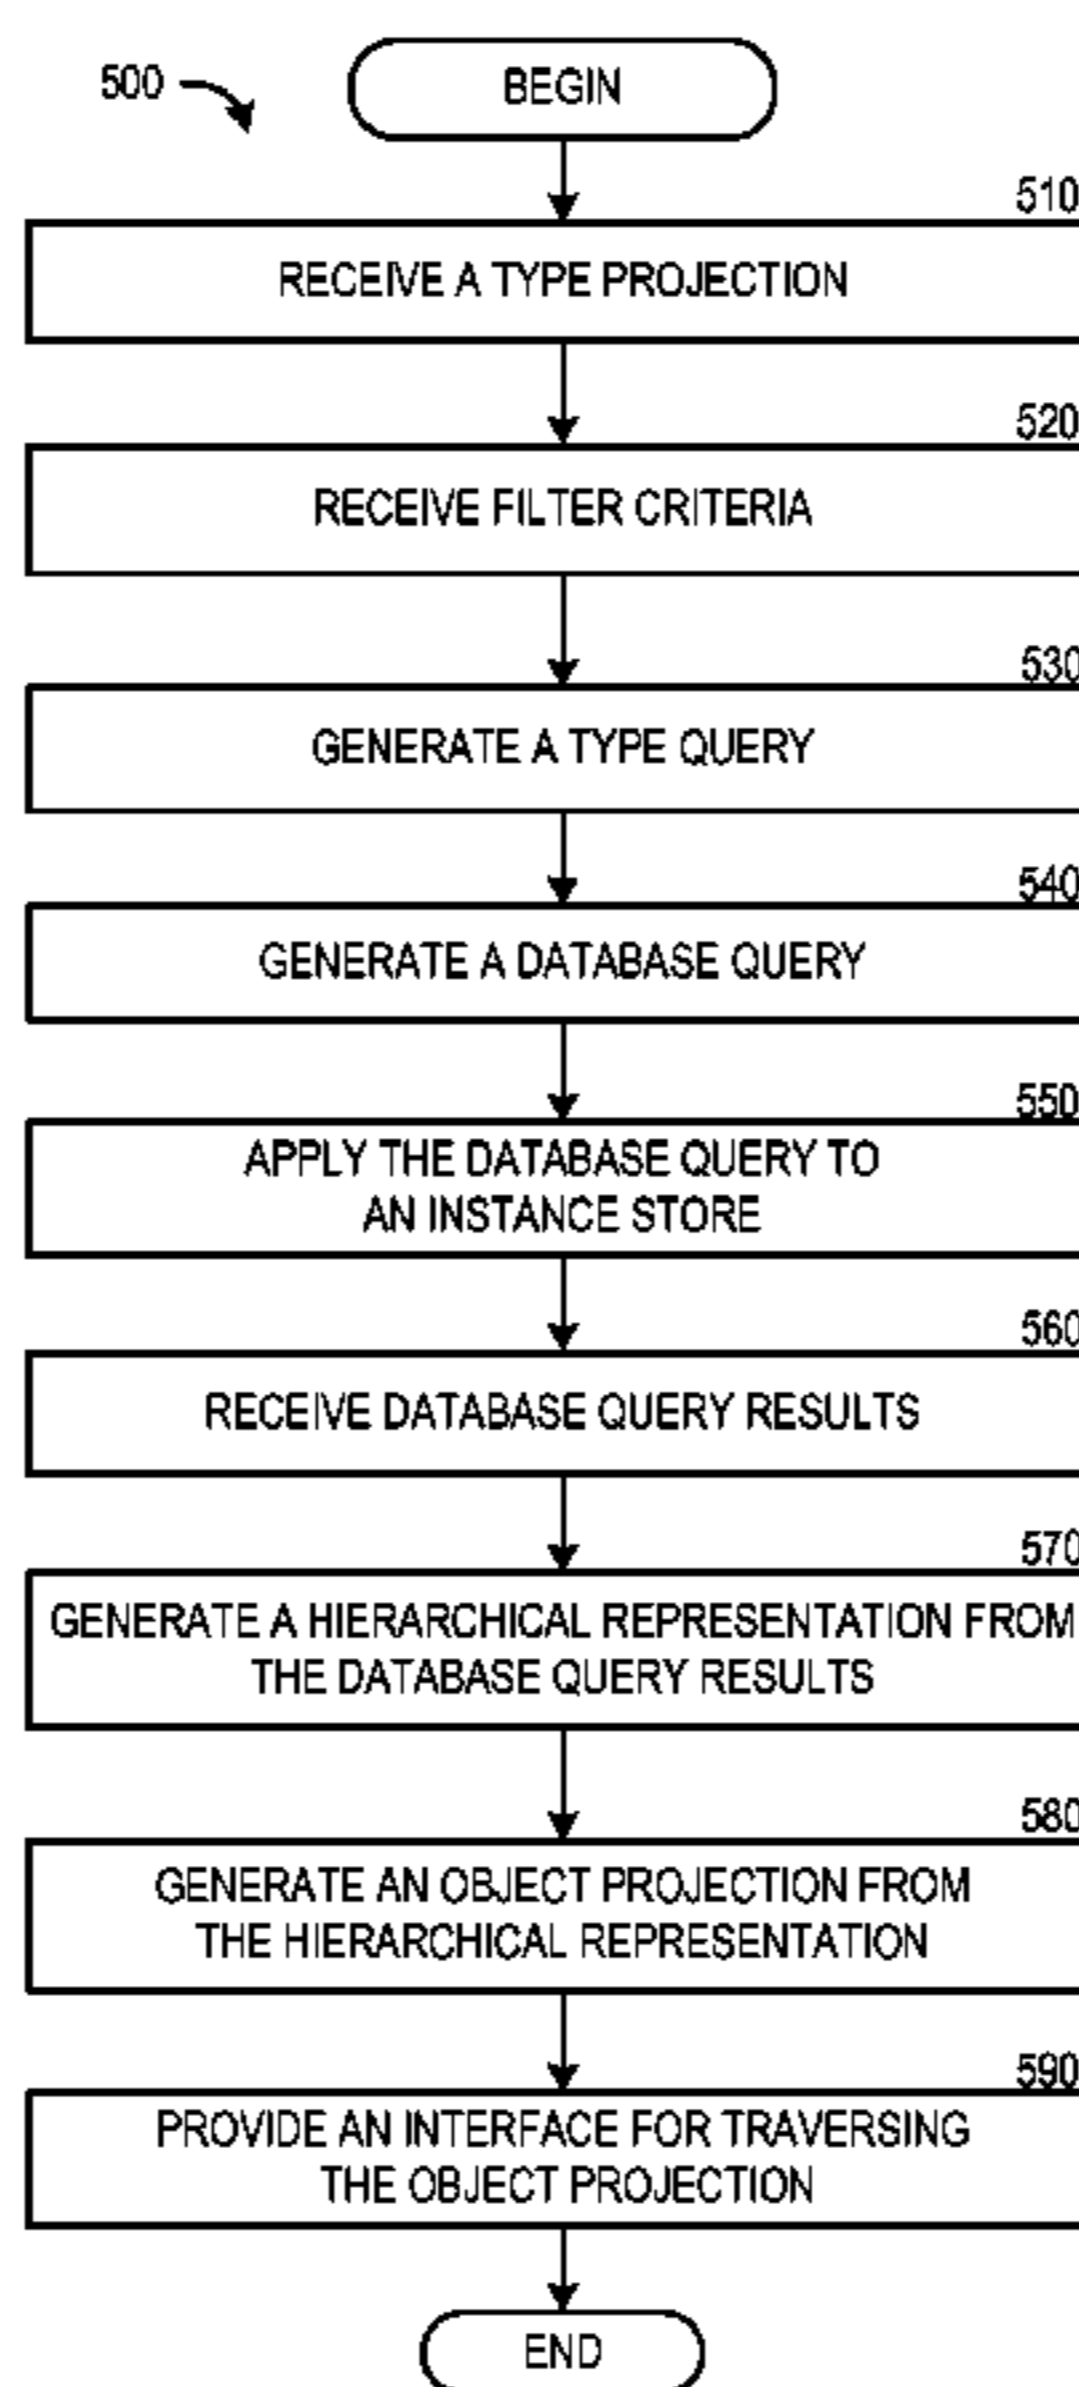 500
BEGIN
510
RECEIVE A TYPE PROJECTION
520
RECEIVE FILTER CRITERIA
530
GENERATE A TYPE QUERY
540
GENERATE A DATABASE QUERY
550
APPLY THE DATABASE QUERY TO
AN INSTANCE STORE
560
RECEIVE DATABASE QUERY RESULTS
570
GENERATE A HIERARCHICAL REPRESENTATION FROM
THE DATABASE QUERY RESULTS
580
GENERATE AN OBJECT PROJECTION FROM
THE HIERARCHICAL REPRESENTATION
590
PROVIDE AN INTERFACE FOR TRAVERSING
THE OBJECT PROJECTION
END